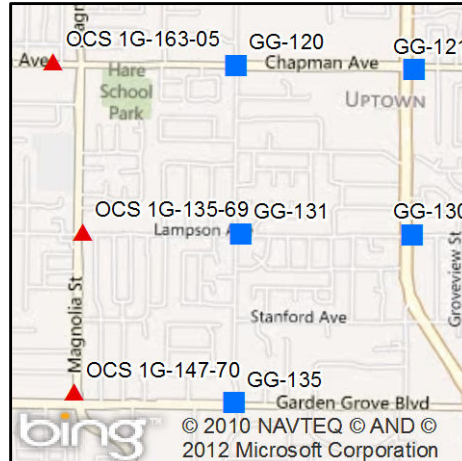 Magn
OCS 1G-163-05
GG-120
GG-121
Ave
Chapman Ave
Hare
School
Park
UPTOWN
OCS 1G-135-69
GG-131
GG-130
Lampson Ave
Groveview St
Magnolia St
Stanford Ave
OCS 1G-147-70
GG-135
Garden Grove Blvd
bing
© 2010 NAVTEQ © AND ©
2012 Microsoft Corporation